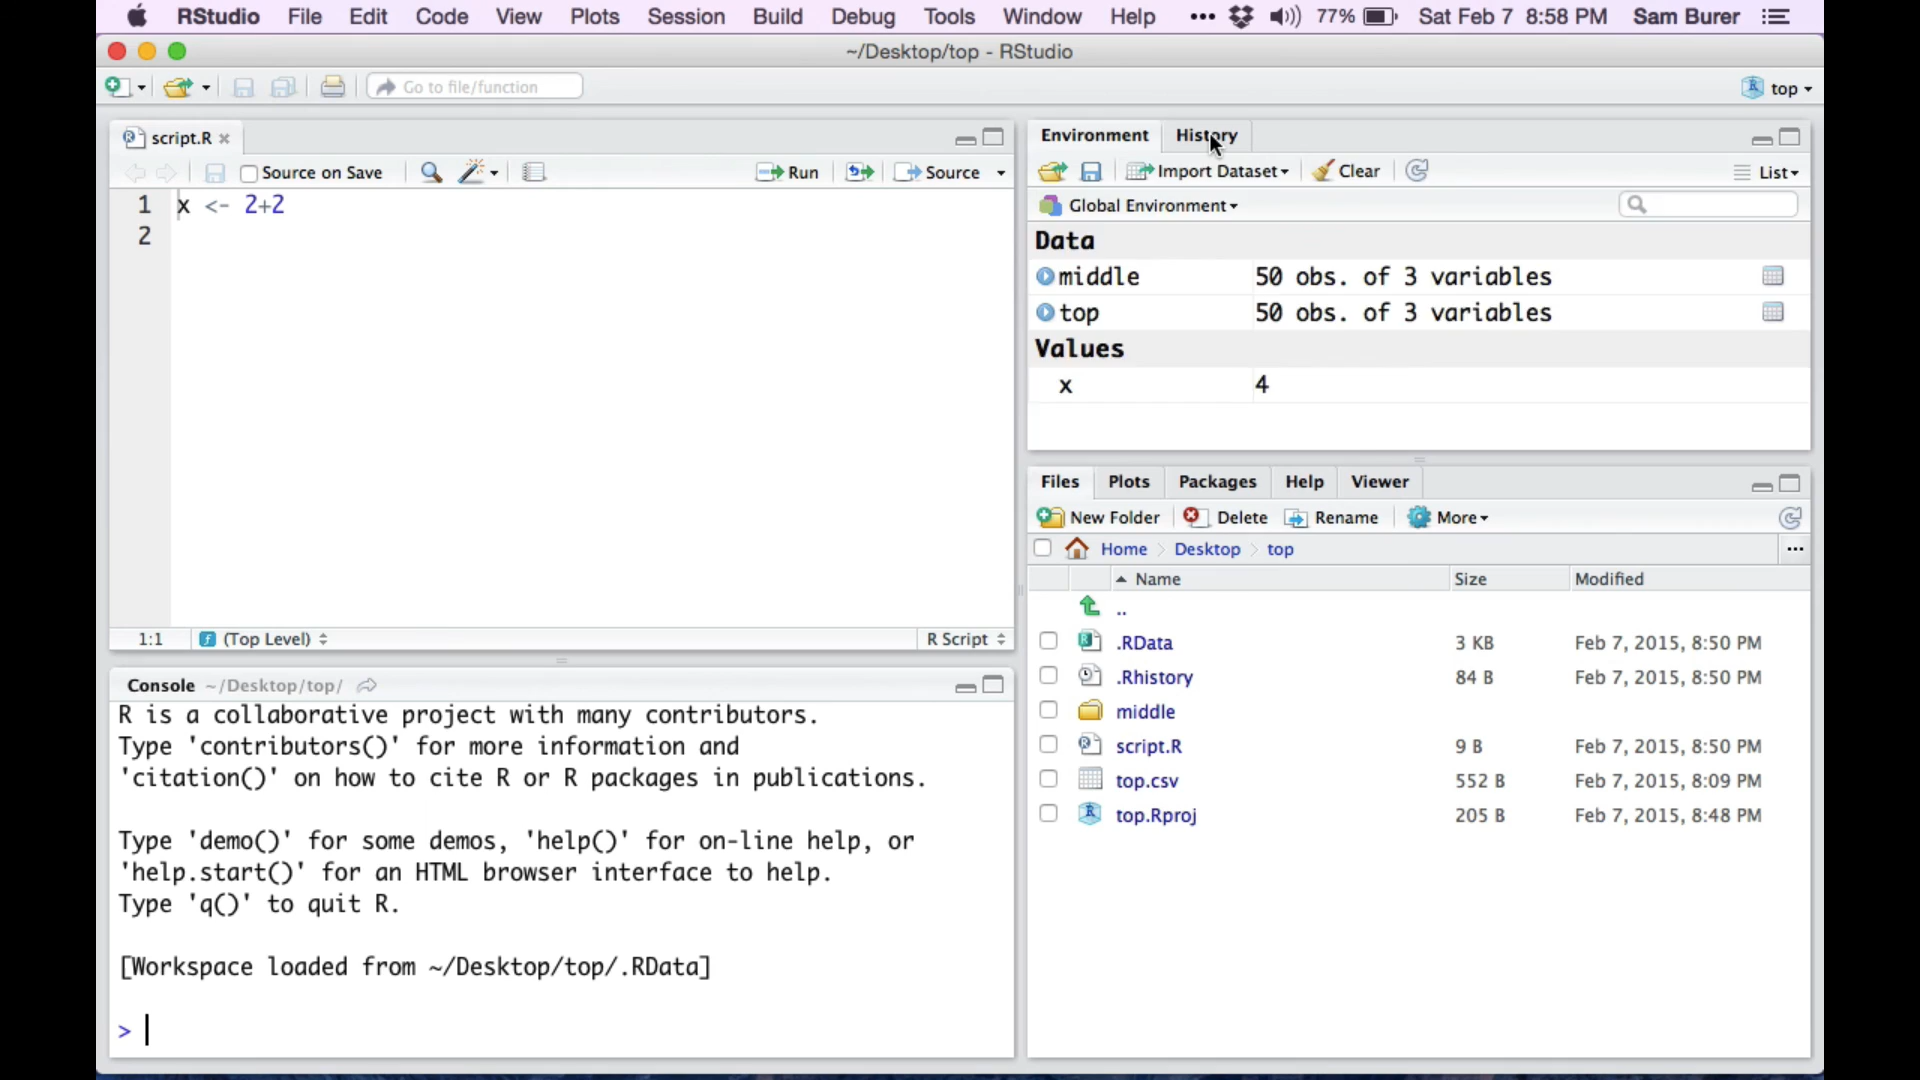 RStudio File Edit Code View Plots Session Build Debug Tools Window Help 77% Sat Feb 7 8:58 PM Sam Burer
~/Desktop/top - RStudio
Go to file/function
top
script.R
Source on Save Run Source
1 x <- 2+2
2
1:1 (Top Level) R Script
Console ~/Desktop/top/
R is a collaborative project with many contributors.
Type 'contributors()' for more information and
'citation()' on how to cite R or R packages in publications.
Type 'demo()' for some demos, 'help()' for on-line help, or
'help.start()' for an HTML browser interface to help.
Type 'q()' to quit R.
[Workspace loaded from ~/Desktop/top/.RData]
>
Environment History
Import Dataset Clear List
Global Environment
Data
middle 50 obs. of 3 variables
top 50 obs. of 3 variables
Values
x 4
Files Plots Packages Help Viewer
New Folder Delete Rename More
Home Desktop top ...
Name Size Modified
..
.RData 3 KB Feb 7, 2015, 8:50 PM
.Rhistory 84 B Feb 7, 2015, 8:50 PM
middle
script.R 9 B Feb 7, 2015, 8:50 PM
top.csv 552 B Feb 7, 2015, 8:09 PM
top.Rproj 205 B Feb 7, 2015, 8:48 PM